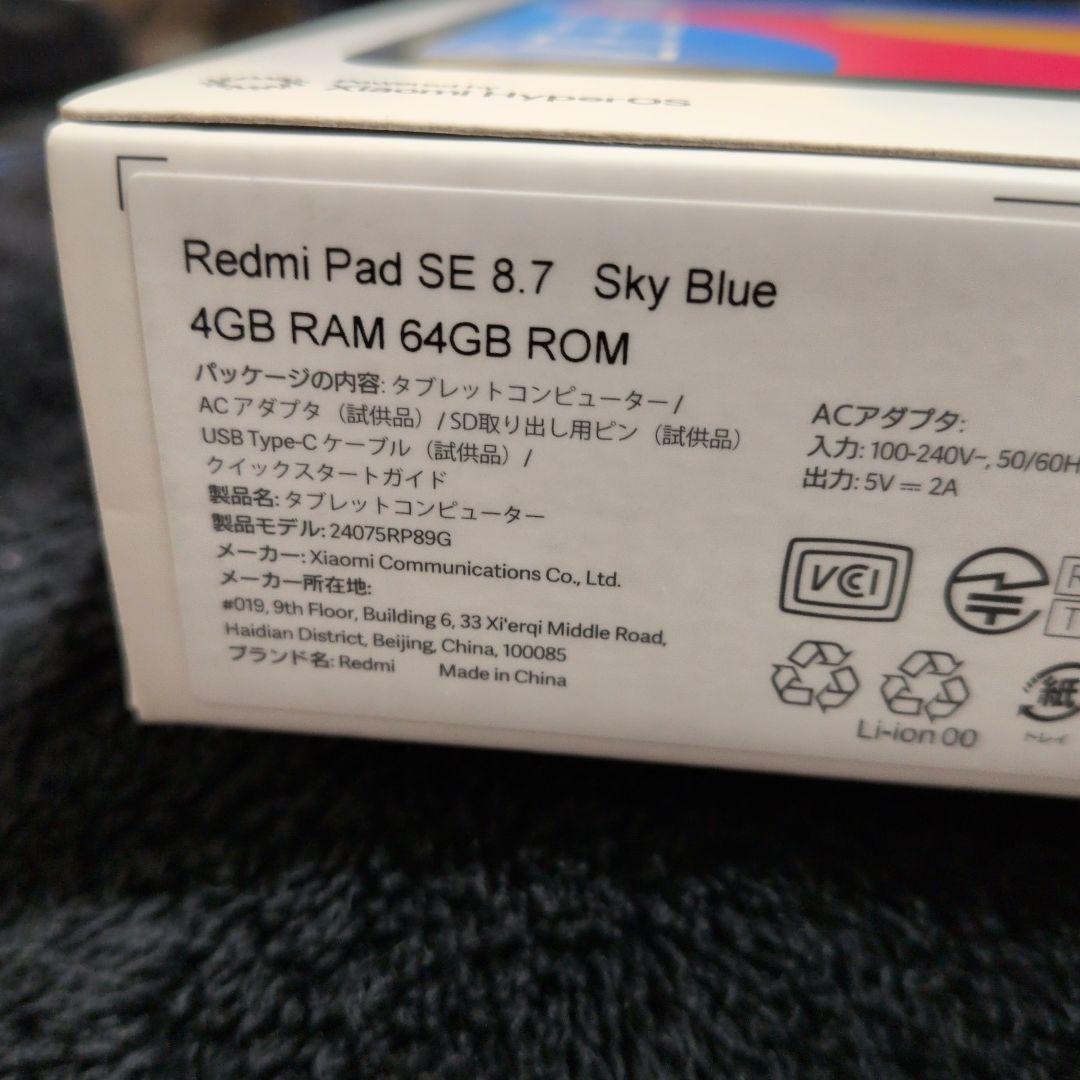 Powered by
Xiaomi HyperOS
Redmi Pad SE 8.7 Sky Blue
4GB RAM 64GB ROM
パッケージの内容: タブレットコンピューター /
AC アダプタ（試供品）/ SD取り出し用ピン（試供品）
USB Type-C ケーブル（試供品）/
クイックスタートガイド
製品名: タブレットコンピューター
製品モデル: 24075RP89G
メーカー: Xiaomi Communications Co., Ltd.
メーカー所在地:
#019, 9th Floor, Building 6, 33 Xi'erqi Middle Road,
Haidian District, Beijing, China, 100085
ブランド名: Redmi Made in China
ACアダプタ:
入力: 100-240V~, 50/60H
出力: 5V ⎓ 2A
VCCI
R
T
Li-ion 00
紙
トレイ